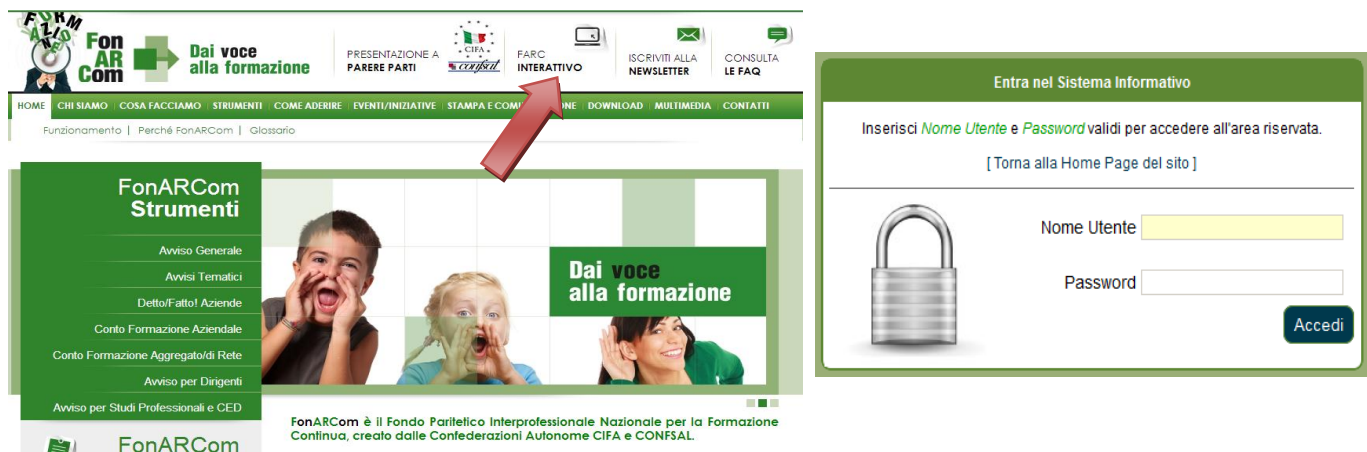 FORMAZIONE
Fon
AR
Com
Dai voce
alla formazione
PRESENTAZIONE A
PARERE PARTI
CIFA
confsal
FARC
INTERATTIVO
ISCRIVITI ALLA
NEWSLETTER
CONSULTA
LE FAQ
HOME CHI SIAMO COSA FACCIAMO STRUMENTI COME ADERIRE EVENTI/INIZIATIVE STAMPA E COM ONE DOWNLOAD MULTIMEDIA CONTATTI
Funzionamento | Perché FonARCom | Glossario
FonARCom
Strumenti
Avviso Generale
Avvisi Tematici
Detto/Fatto! Aziende
Conto Formazione Aziendale
Conto Formazione Aggregato/di Rete
Avviso per Dirigenti
Avviso per Studi Professionali e CED
FonARCom
Dai voce
alla formazione
FonARCom è il Fondo Paritetico Interprofessionale Nazionale per la Formazione
Continua, creato dalle Confederazioni Autonome CIFA e CONFSAL.
Entra nel Sistema Informativo
Inserisci Nome Utente e Password validi per accedere all'area riservata.
[ Torna alla Home Page del sito ]
Nome Utente
Password
Accedi